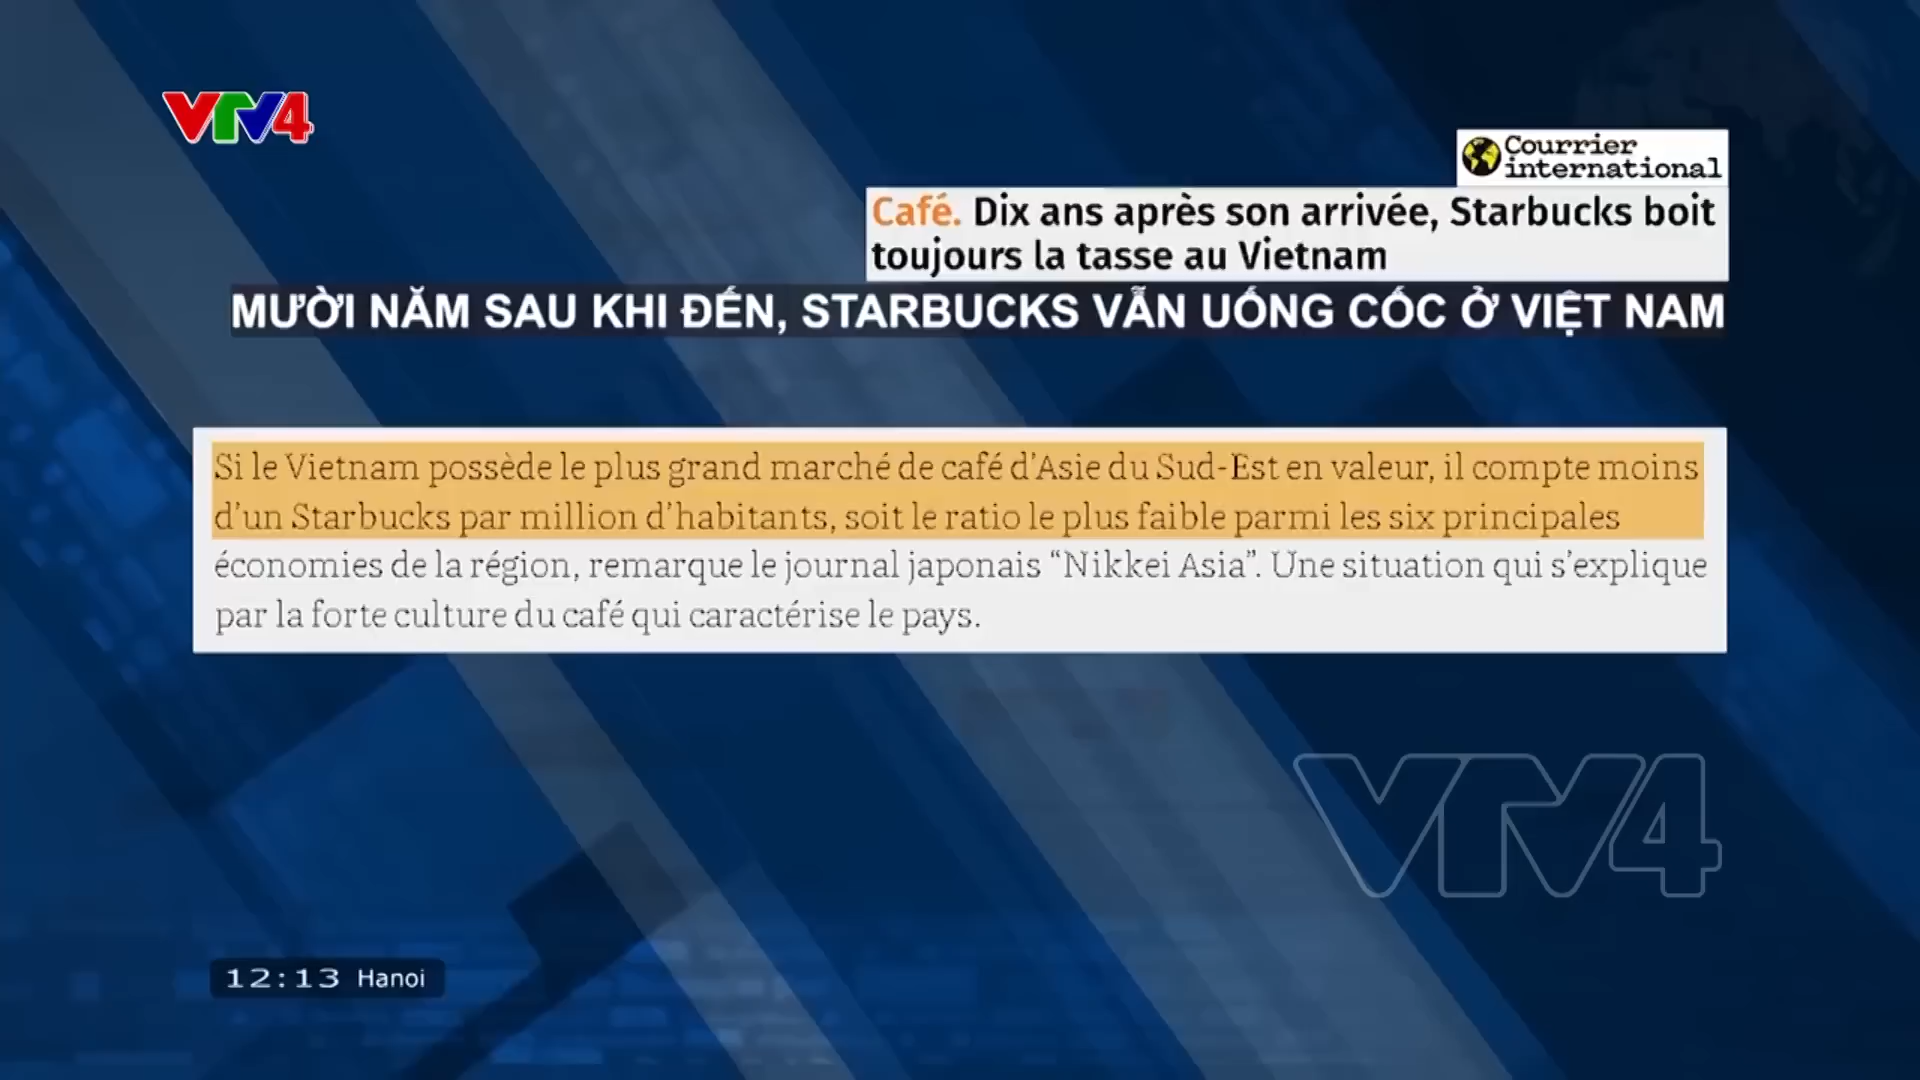 VTV4
Courrier
international
Café. Dix ans après son arrivée, Starbucks boit
toujours la tasse au Vietnam
MƯỜI NĂM SAU KHI ĐẾN, STARBUCKS VẪN UỐNG CỐC Ở VIỆT NAM
Si le Vietnam possède le plus grand marché de café d’Asie du Sud-Est en valeur, il compte moins
d’un Starbucks par million d’habitants, soit le ratio le plus faible parmi les six principales
économies de la région, remarque le journal japonais “Nikkei Asia”. Une situation qui s’explique
par la forte culture du café qui caractérise le pays.
VTV4
12:13 Hanoi